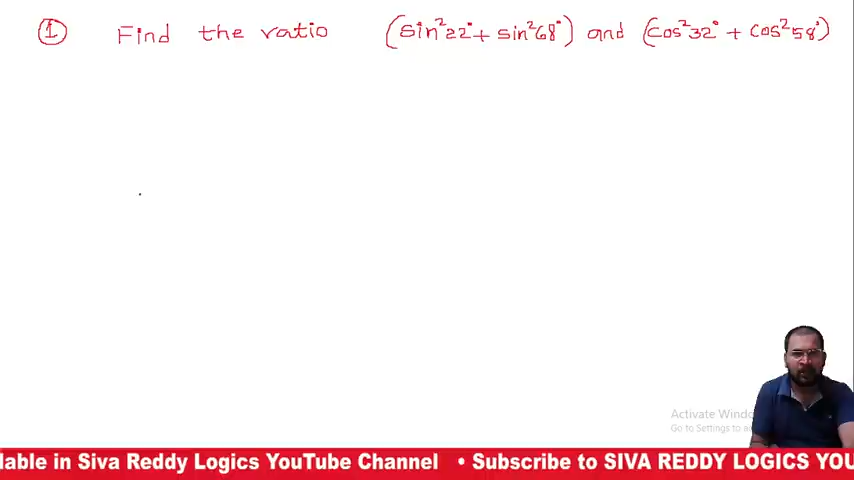 ① Find the ratio (sin²22° + sin²68°) and (cos²32° + cos²58°)
Activate Windo
Go to Settings to a
lable in Siva Reddy Logics YouTube Channel • Subscribe to SIVA REDDY LOGICS YOU